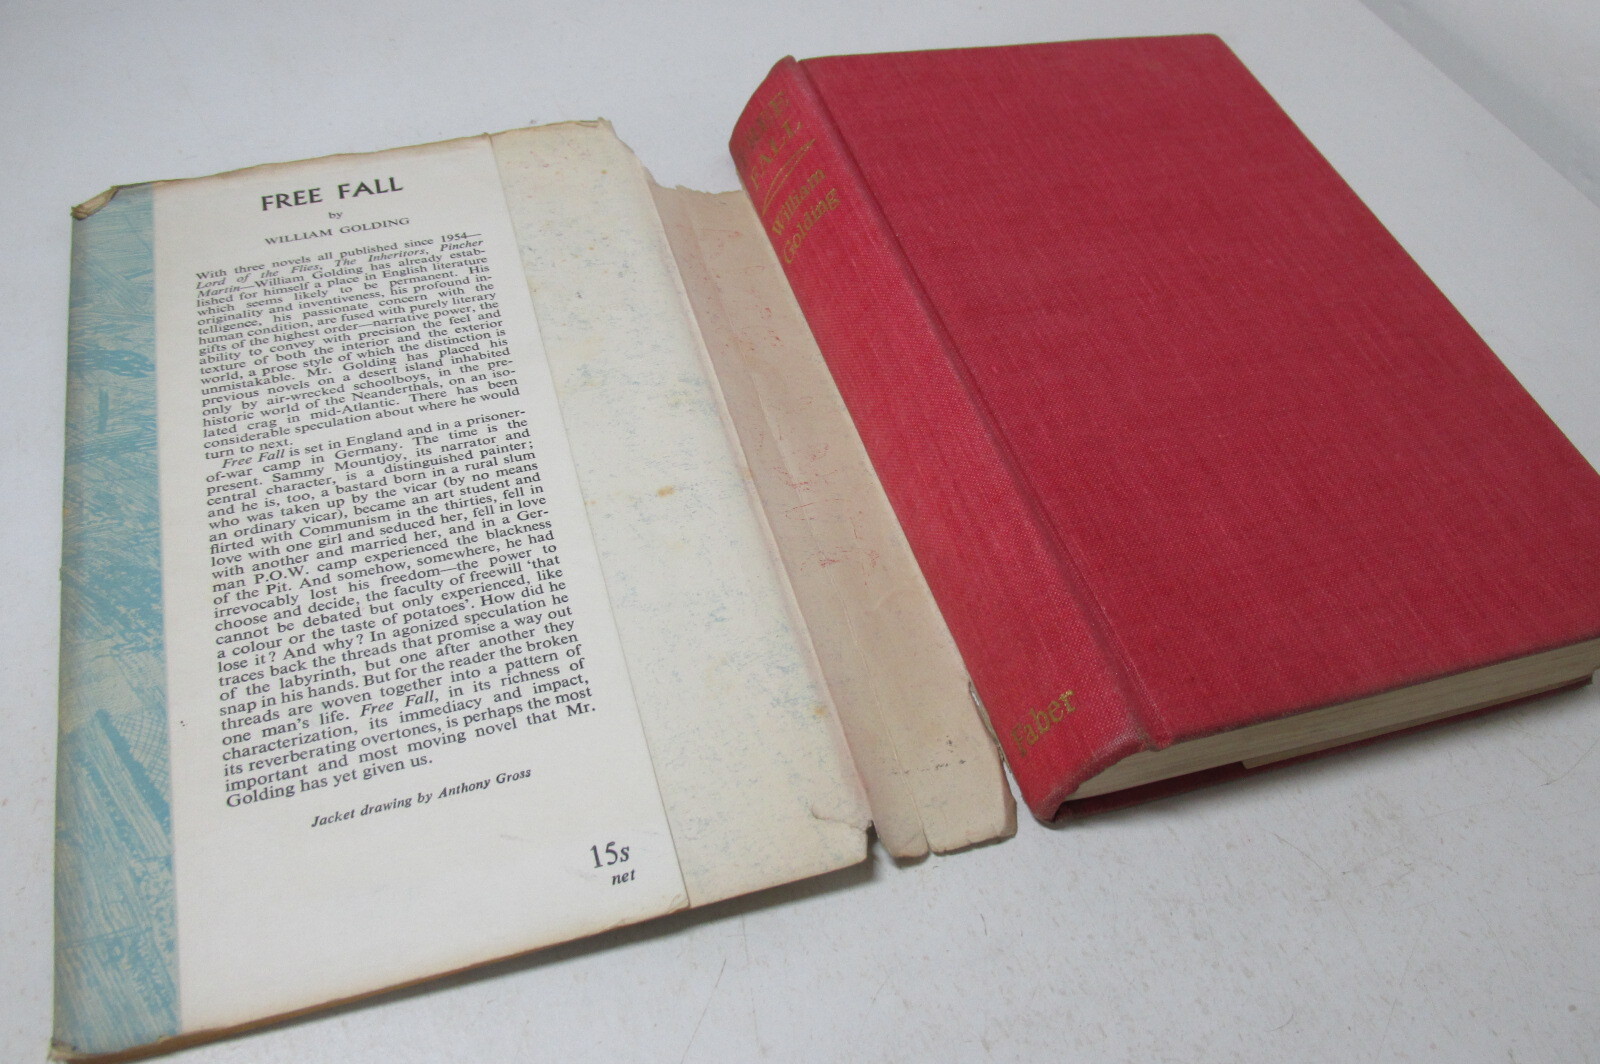 FREE FALL
by
WILLIAM GOLDING
With three novels all published since 1954—
Lord of the Flies, The Inheritors, Pincher
Martin—William Golding has already estab-
lished for himself a place in English literature
which seems likely to be permanent. His
originality and inventiveness, his profound in-
telligence, his passionate concern with the
human condition, are fused with purely literary
gifts of the highest order—narrative power, the
ability to convey with precision the feel and
texture of both the interior and the exterior
world, a prose style of which the distinction is
unmistakable. Mr. Golding has placed his
previous novels on a desert island inhabited
only by air-wrecked schoolboys, in the pre-
historic world of the Neanderthals, on an iso-
lated crag in mid-Atlantic. There has been
considerable speculation about where he would
turn to next.
Free Fall is set in England and in a prisoner-
of-war camp in Germany. The time is the
present. Sammy Mountjoy, its narrator and
central character, is a distinguished painter;
and he is, too, a bastard born in a rural slum
who was taken up by the vicar (by no means
an ordinary vicar), became an art student and
flirted with Communism in the thirties, fell in
love with one girl and seduced her, fell in love
with another and married her, and in a Ger-
man P.O.W. camp experienced the blackness
of the Pit. And somehow, somewhere, he had
irrevocably lost his freedom—the power to
choose and decide, the faculty of freewill 'that
cannot be debated but only experienced, like
a colour or the taste of potatoes'. How did he
lose it? And why? In agonized speculation he
traces back the threads that promise a way out
of the labyrinth, but one after another they
snap in his hands. But for the reader the broken
threads are woven together into a pattern of
one man's life. Free Fall, in its richness of
characterization, its immediacy and impact,
its reverberating overtones, is perhaps the most
important and most moving novel that Mr.
Golding has yet given us.
Jacket drawing by Anthony Gross
15s
net
FREE
FALL
William
Golding
Faber